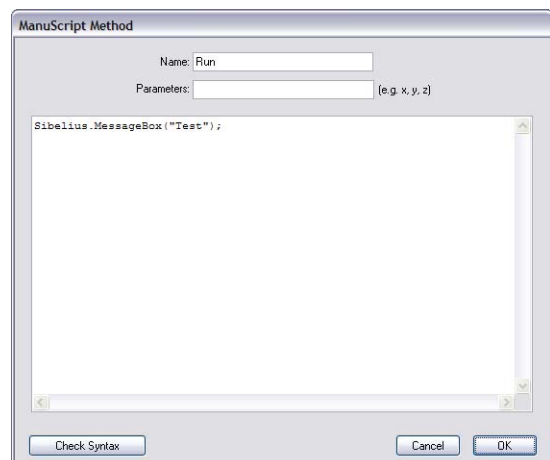 ManuScript Method
Name: Run
Parameters: (e.g. x, y, z)
Sibelius.MessageBox("Test");
Check Syntax Cancel OK